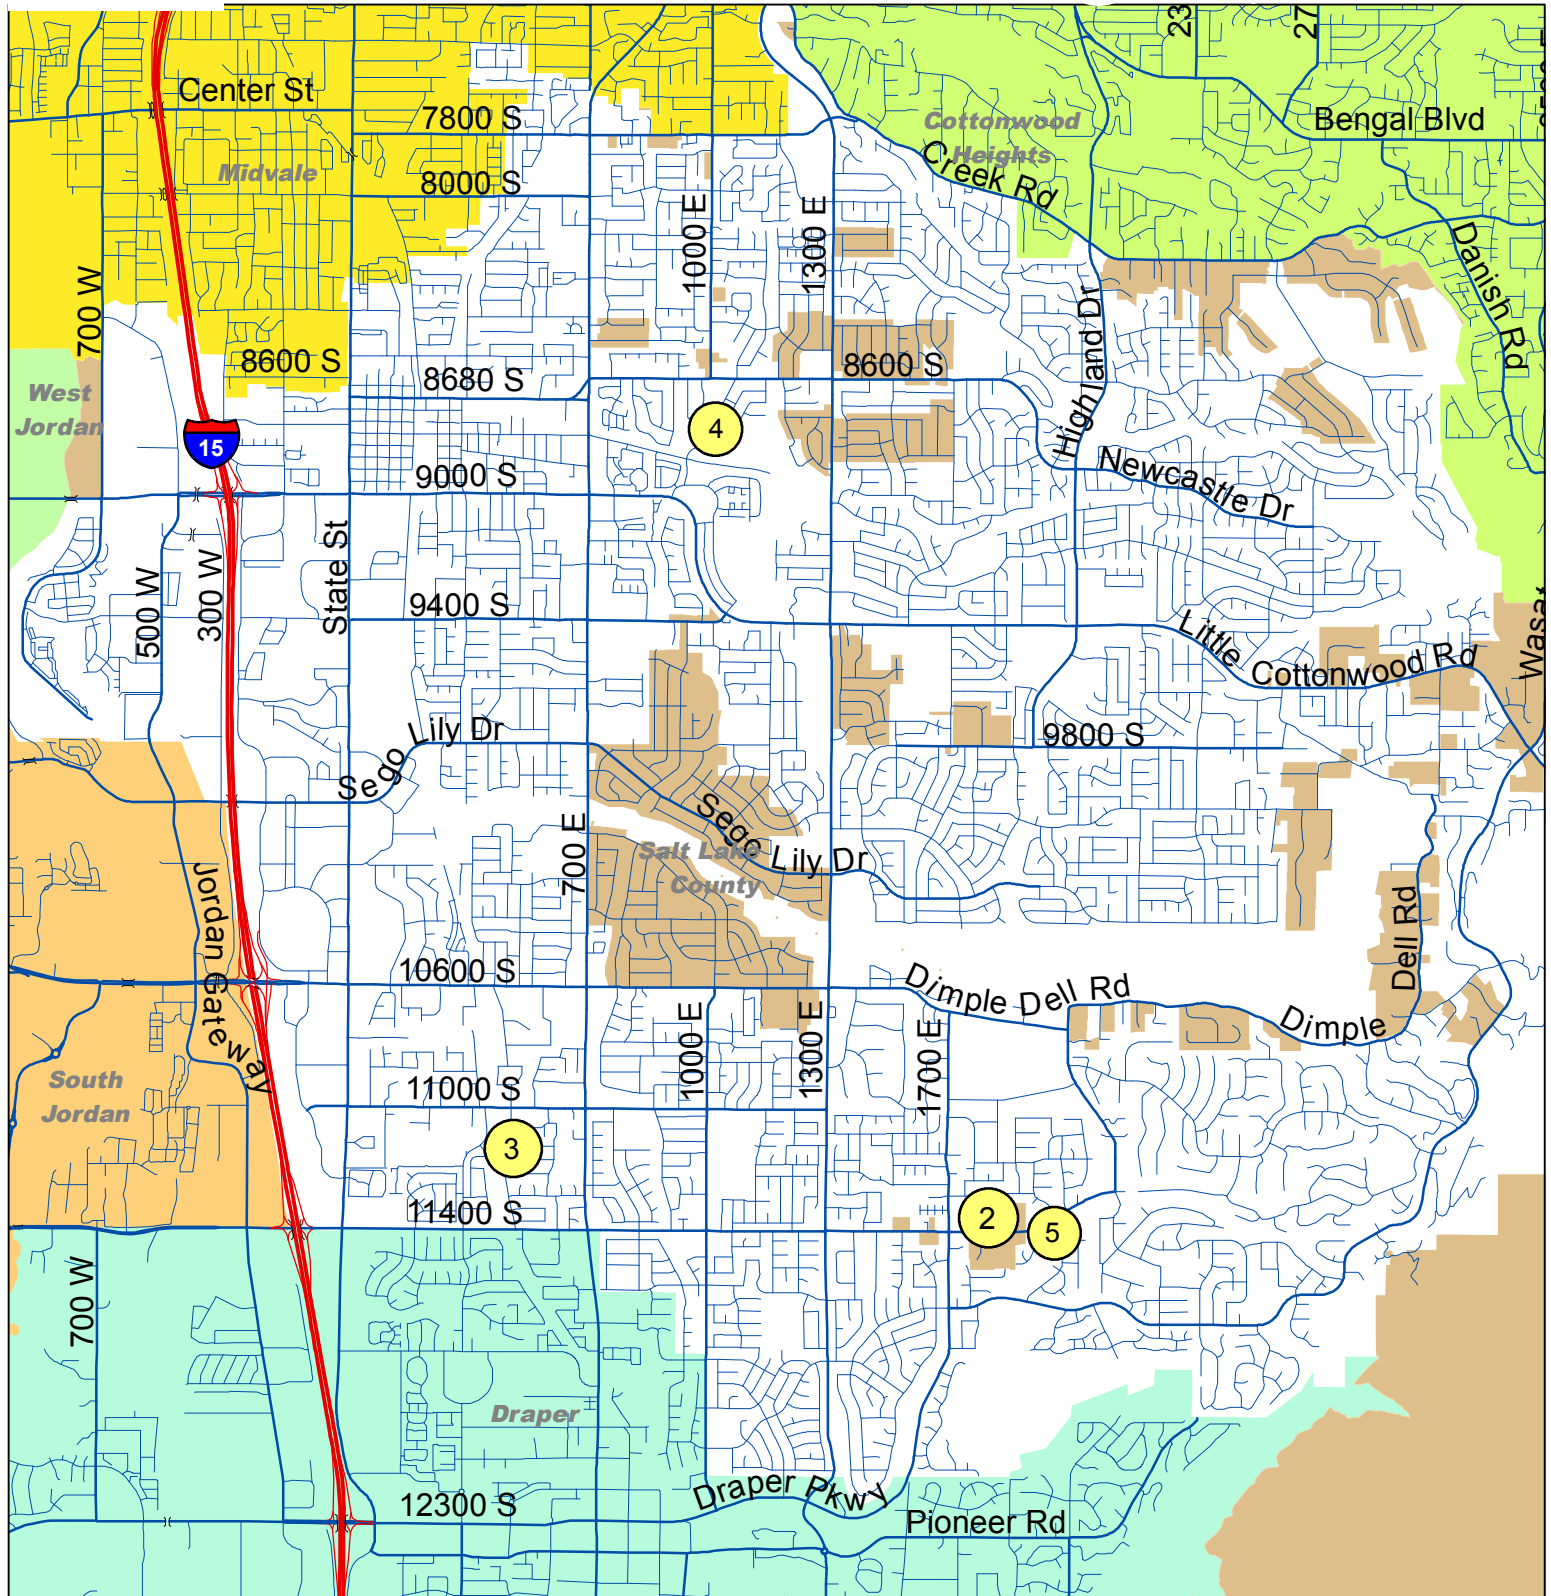 23
27
Center St
7800 S
Bengal Blvd
Cottonwood
Heights
Creek Rd
Midvale
8000 S
1000 E
1300 E
Danish Rd
700 W
Highland Dr
8600 S
8680 S
8600 S
West
Jordan
4
15
9000 S
Newcastle Dr
State St
300 W
500 W
9400 S
Little Cottonwood Rd
Sego Lily Dr
9800 S
700 E
Sego Lily Dr
Salt Lake
County
Jordan Gateway
Dell Rd
10600 S
Dimple Dell Rd
Dimple
1000 E
1300 E
1700 E
South
Jordan
11000 S
3
11400 S
2
5
700 W
Draper
12300 S
Draper Pkwy
Pioneer Rd